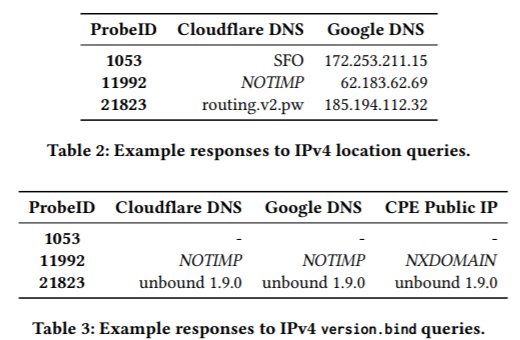 ProbeID Cloudflare DNS Google DNS
1053 SFO 172.253.211.15
11992 NOTIMP 62.183.62.69
21823 routing.v2.pw 185.194.112.32
Table 2: Example responses to IPv4 location queries.
ProbeID Cloudflare DNS Google DNS CPE Public IP
1053 - - -
11992 NOTIMP NOTIMP NXDOMAIN
21823 unbound 1.9.0 unbound 1.9.0 unbound 1.9.0
Table 3: Example responses to IPv4 version.bind queries.